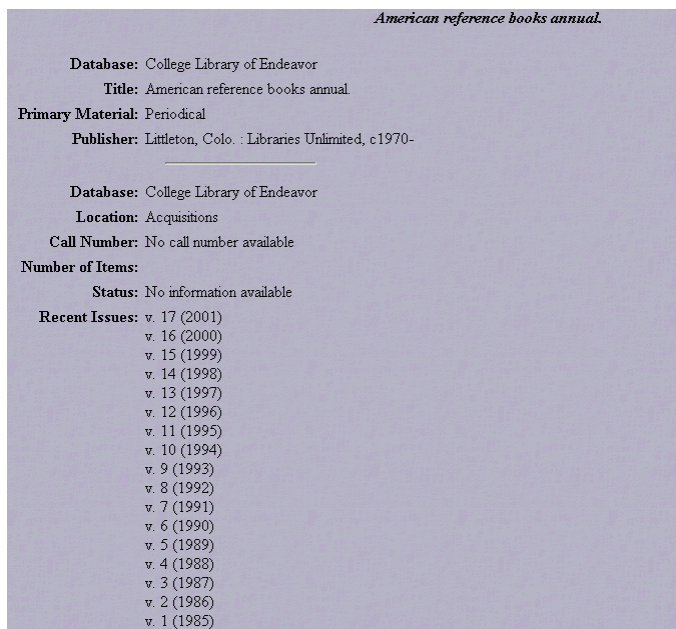 American reference books annual.
Database: College Library of Endeavor
Title: American reference books annual.
Primary Material: Periodical
Publisher: Littleton, Colo. : Libraries Unlimited, c1970-
Database: College Library of Endeavor
Location: Acquisitions
Call Number: No call number available
Number of Items:
Status: No information available
Recent Issues: v. 17 (2001)
v. 16 (2000)
v. 15 (1999)
v. 14 (1998)
v. 13 (1997)
v. 12 (1996)
v. 11 (1995)
v. 10 (1994)
v. 9 (1993)
v. 8 (1992)
v. 7 (1991)
v. 6 (1990)
v. 5 (1989)
v. 4 (1988)
v. 3 (1987)
v. 2 (1986)
v. 1 (1985)